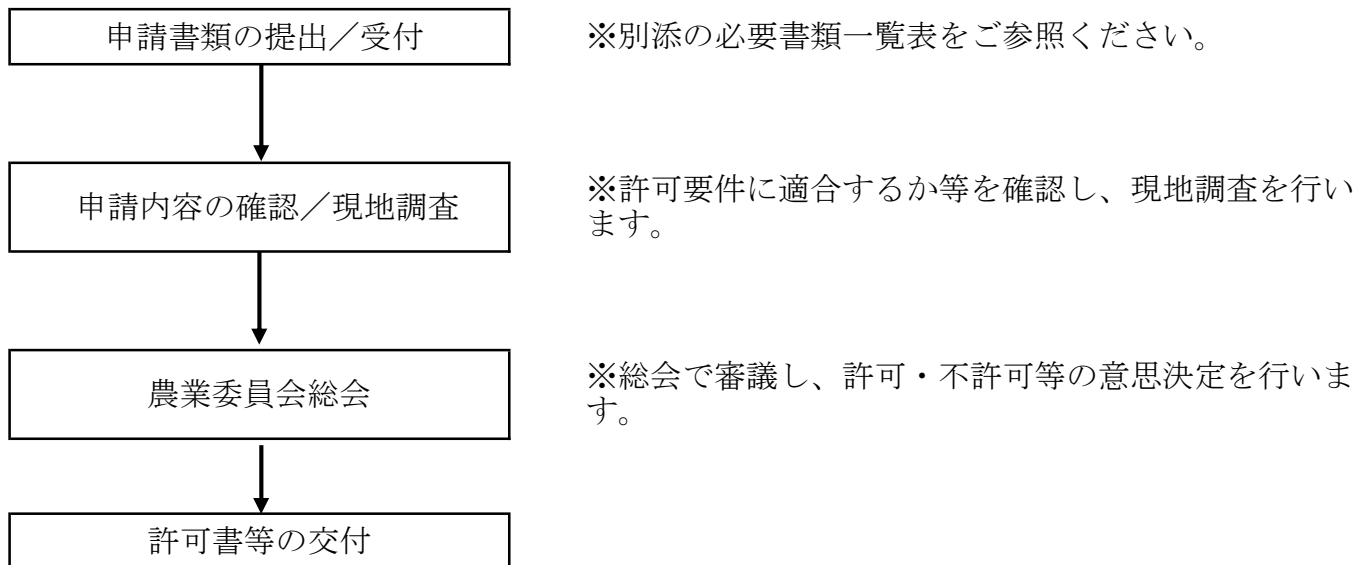 申請書類の提出／受付
※別添の必要書類一覧表をご参照ください。
申請内容の確認／現地調査
※許可要件に適合するか等を確認し、現地調査を行い
ます。
農業委員会総会
※総会で審議し、許可・不許可等の意思決定を行いま
す。
許可書等の交付